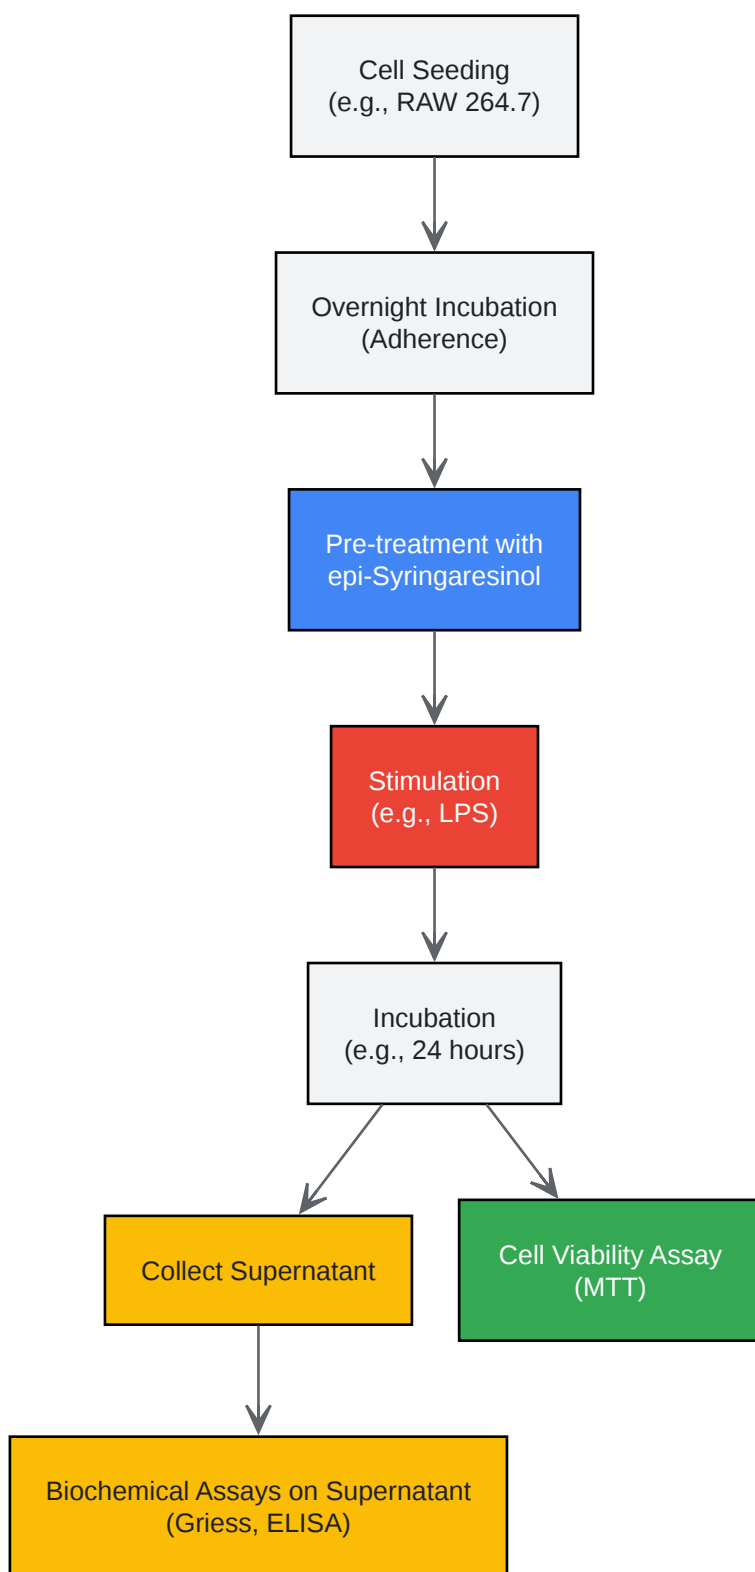 Cell Seeding
(e.g., RAW 264.7)
Overnight Incubation
(Adherence)
Pre-treatment with
epi-Syringaresinol
Stimulation
(e.g., LPS)
Incubation
(e.g., 24 hours)
Collect Supernatant
Cell Viability Assay
(MTT)
Biochemical Assays on Supernatant
(Griess, ELISA)